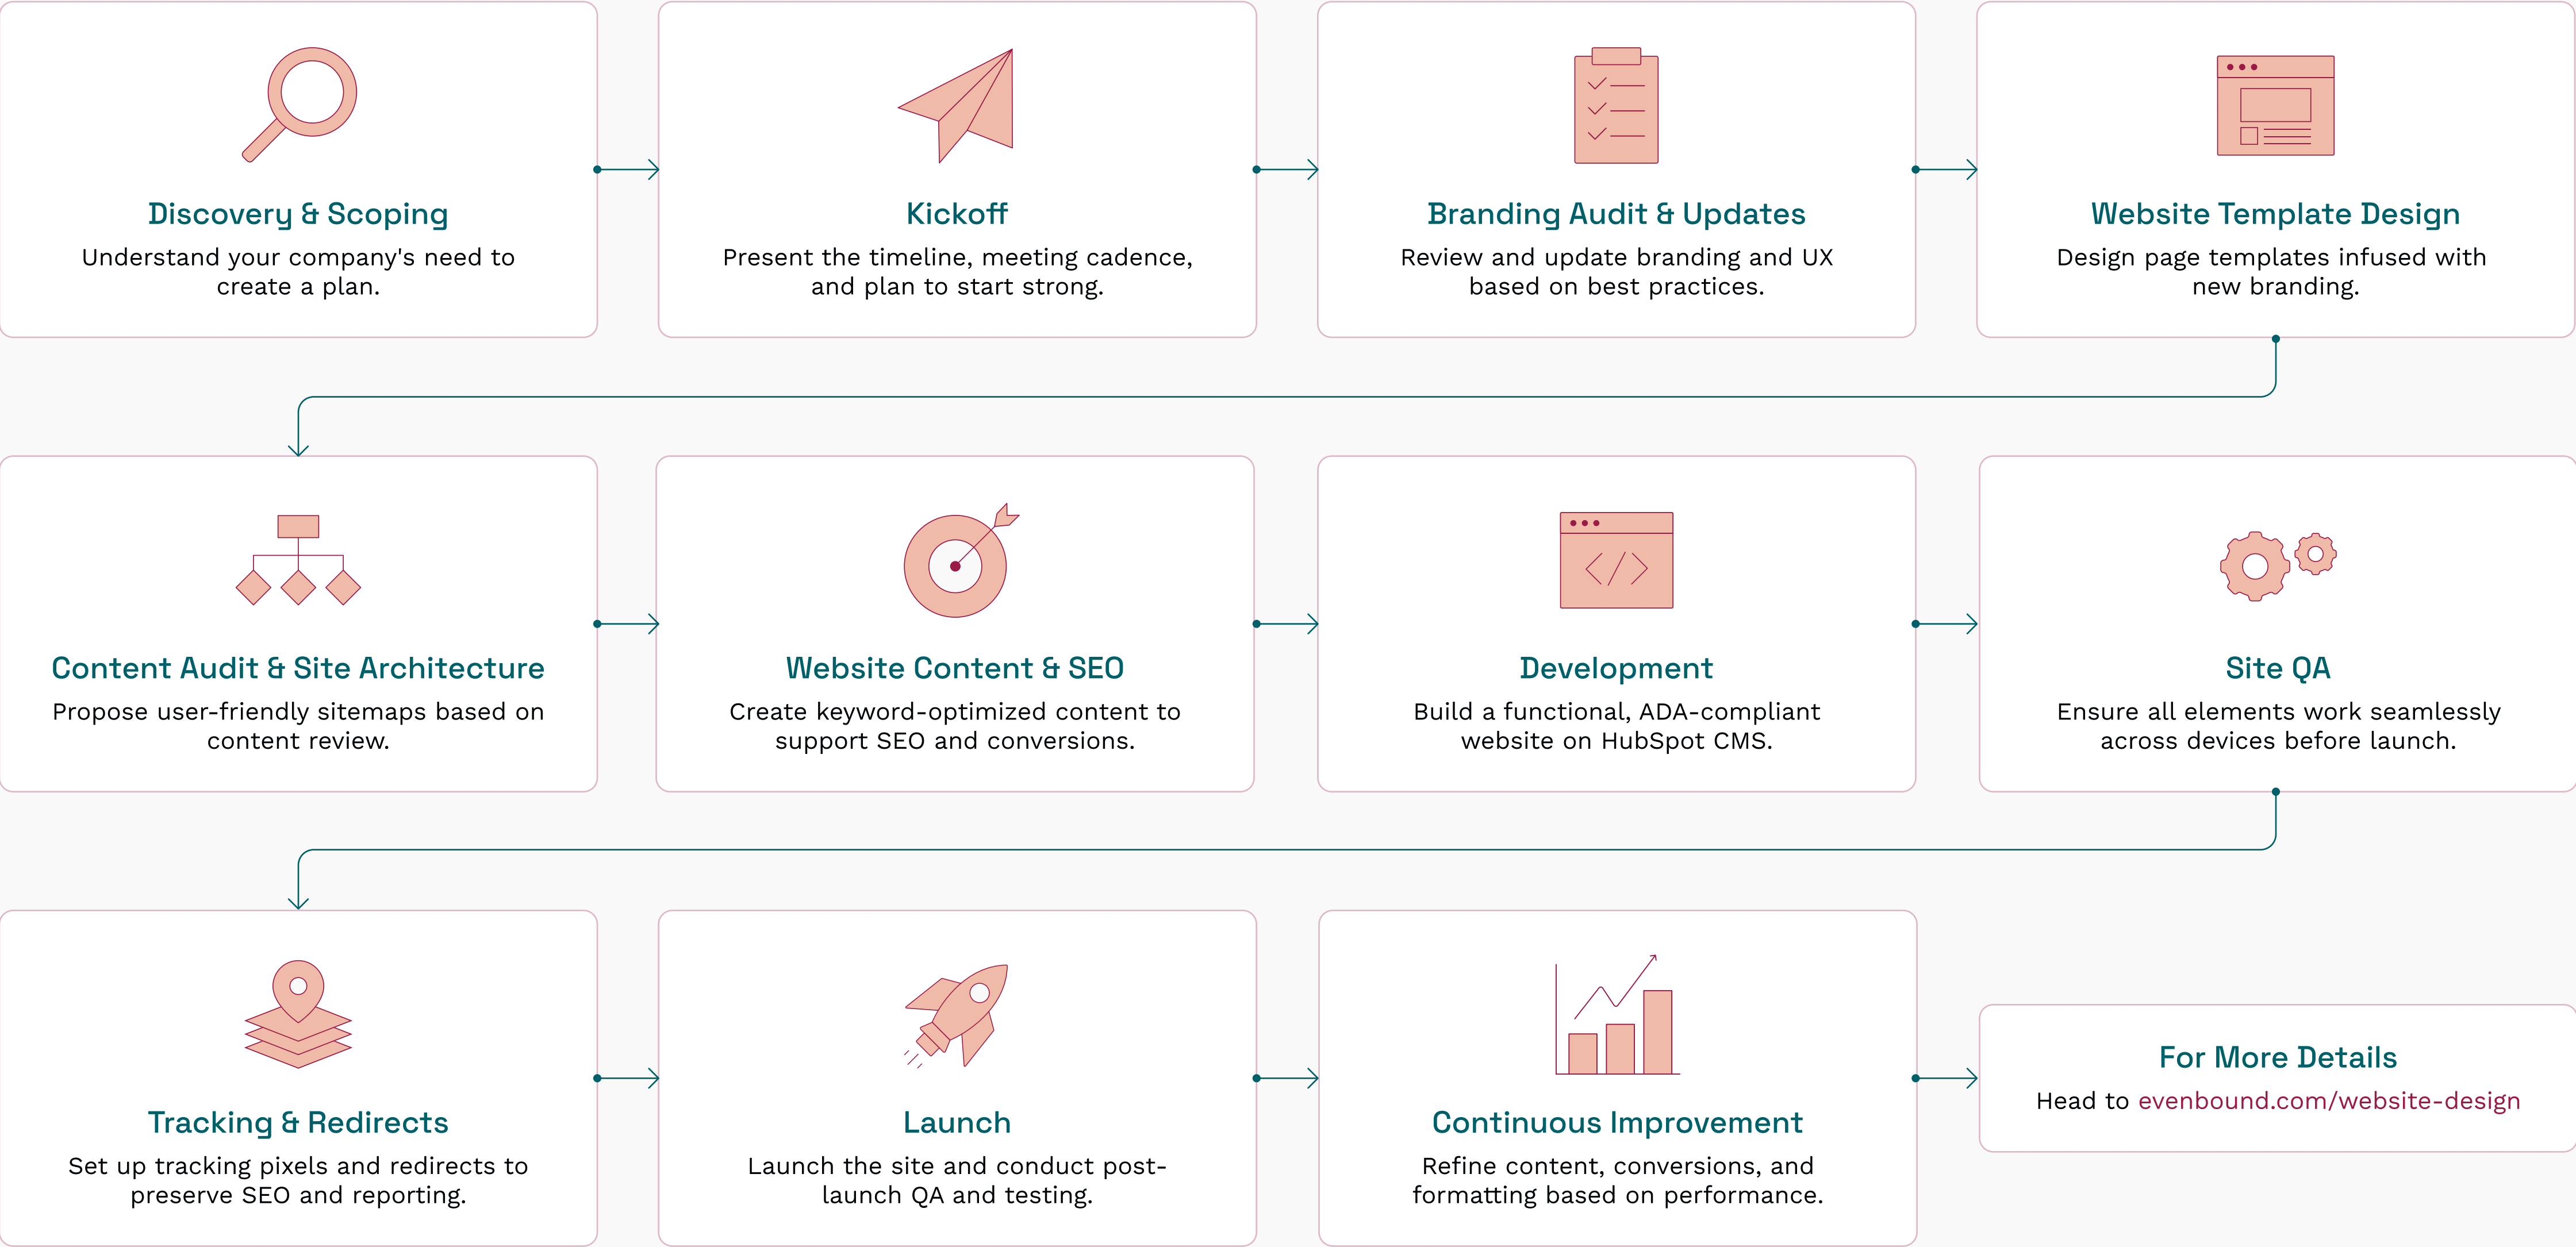 Discovery & Scoping
Understand your company's need to
create a plan.
Kickoff
Present the timeline, meeting cadence,
and plan to start strong.
Branding Audit & Updates
Review and update branding and UX
based on best practices.
Website Template Design
Design page templates infused with
new branding.
Content Audit & Site Architecture
Propose user-friendly sitemaps based on
content review.
Website Content & SEO
Create keyword-optimized content to
support SEO and conversions.
Development
Build a functional, ADA-compliant
website on HubSpot CMS.
Site QA
Ensure all elements work seamlessly
across devices before launch.
Tracking & Redirects
Set up tracking pixels and redirects to
preserve SEO and reporting.
Launch
Launch the site and conduct post-
launch QA and testing.
Continuous Improvement
Refine content, conversions, and
formatting based on performance.
For More Details
Head to evenbound.com/website-design